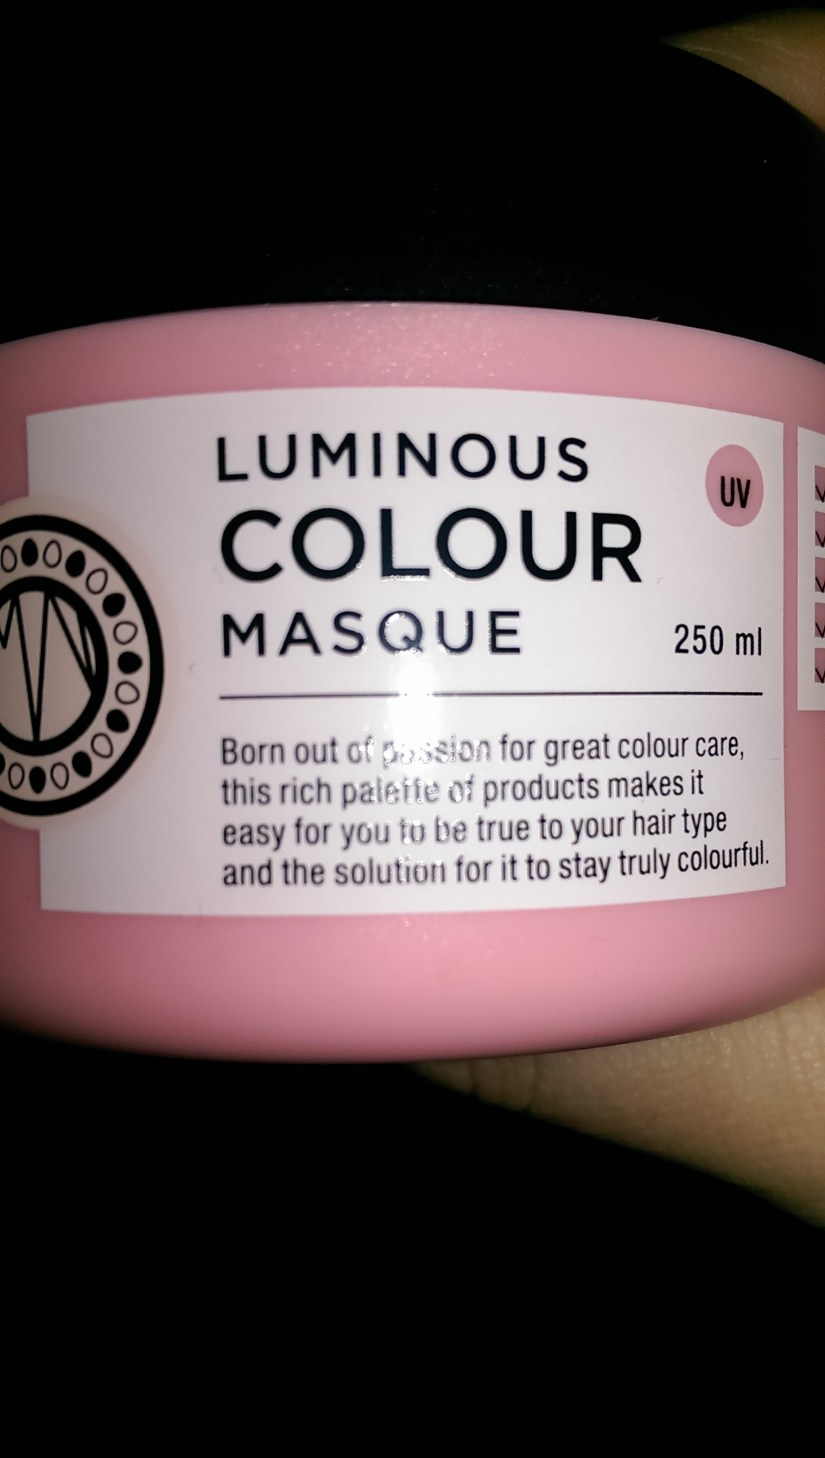 LUMINOUS
COLOUR
MASQUE
UV
250 ml
Born out of passion for great colour care,
this rich palette of products makes it
easy for you to be true to your hair type
and the solution for it to stay truly colourful.